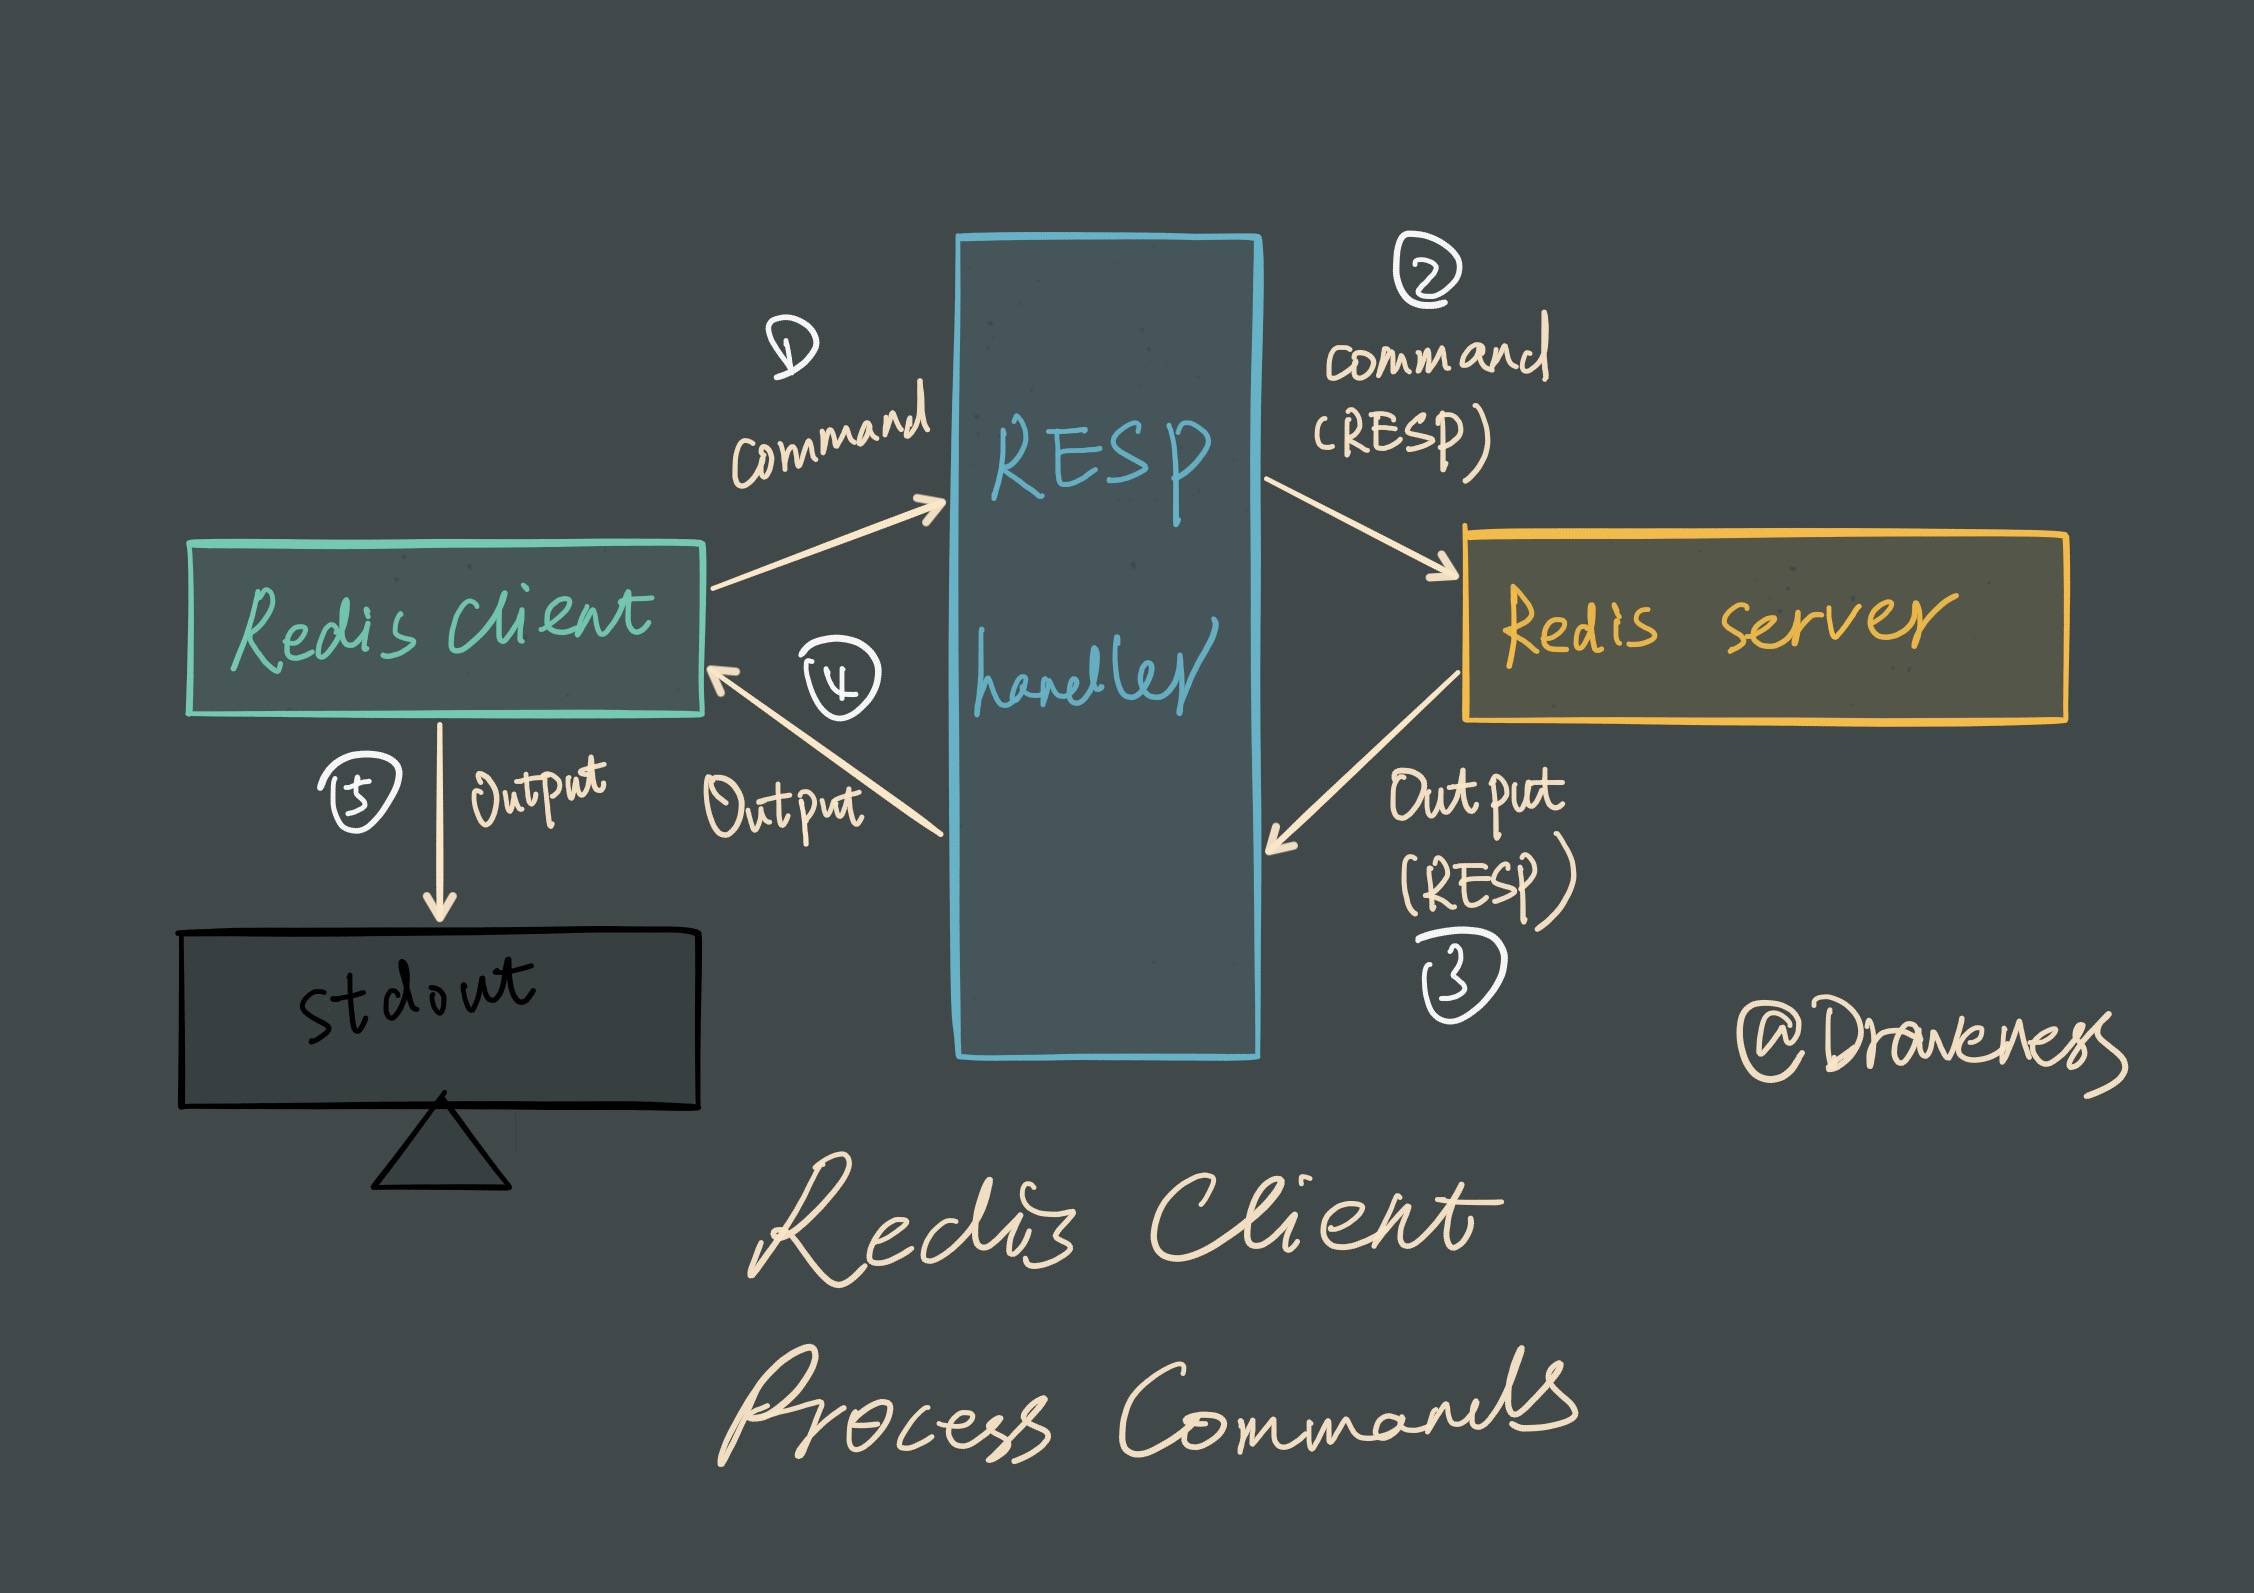 ①
Command
②
Command
(RESP)
RESP
handler
Redis Client
Redis server
④
Output
⑤
Output
Output
(RESP)
③
stdout
@Draveness
Redis Client
Process Commands